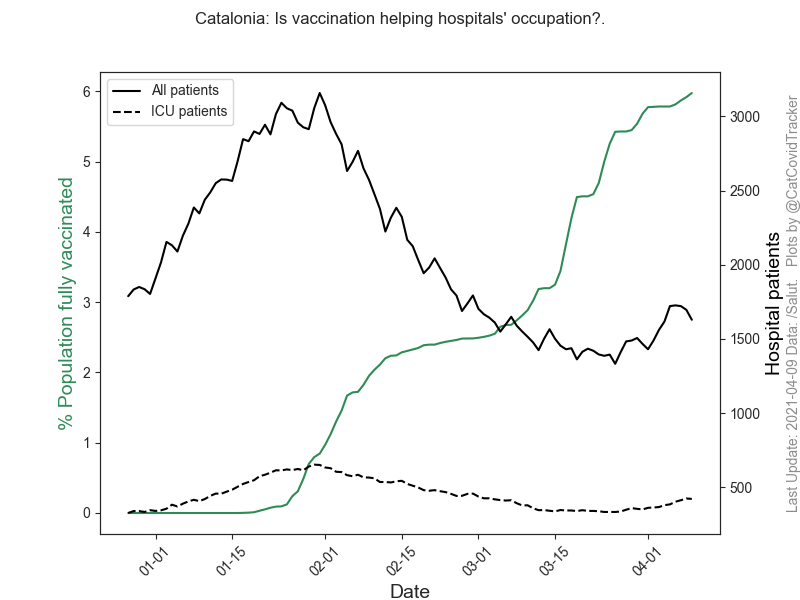 Catalonia: Is vaccination helping hospitals' occupation?.
All patients
ICU patients
% Population fully vaccinated
6
5
4
3
2
1
0
3000
2500
2000
1500
1000
500
Hospital patients
Last Update: 2021-04-09 Data: /Salut. Plots by @CatCovidTracker
01-01
01-15
02-01
02-15
03-01
03-15
04-01
Date